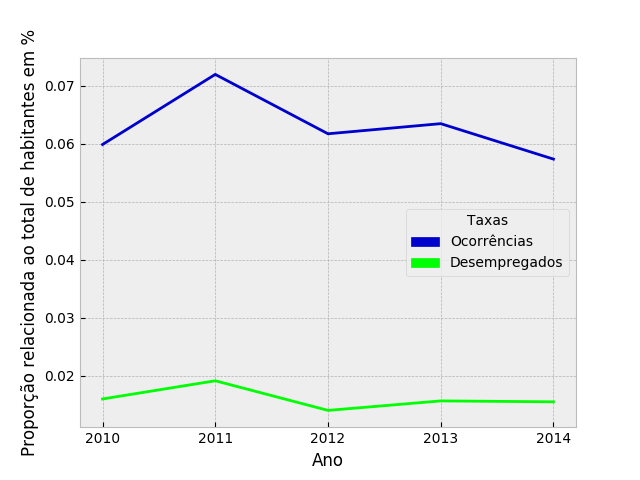 Proporção relacionada ao total de habitantes em %
0.07
0.06
0.05
0.04
0.03
0.02
Taxas
Ocorrências
Desempregados
2010 2011 2012 2013 2014
Ano